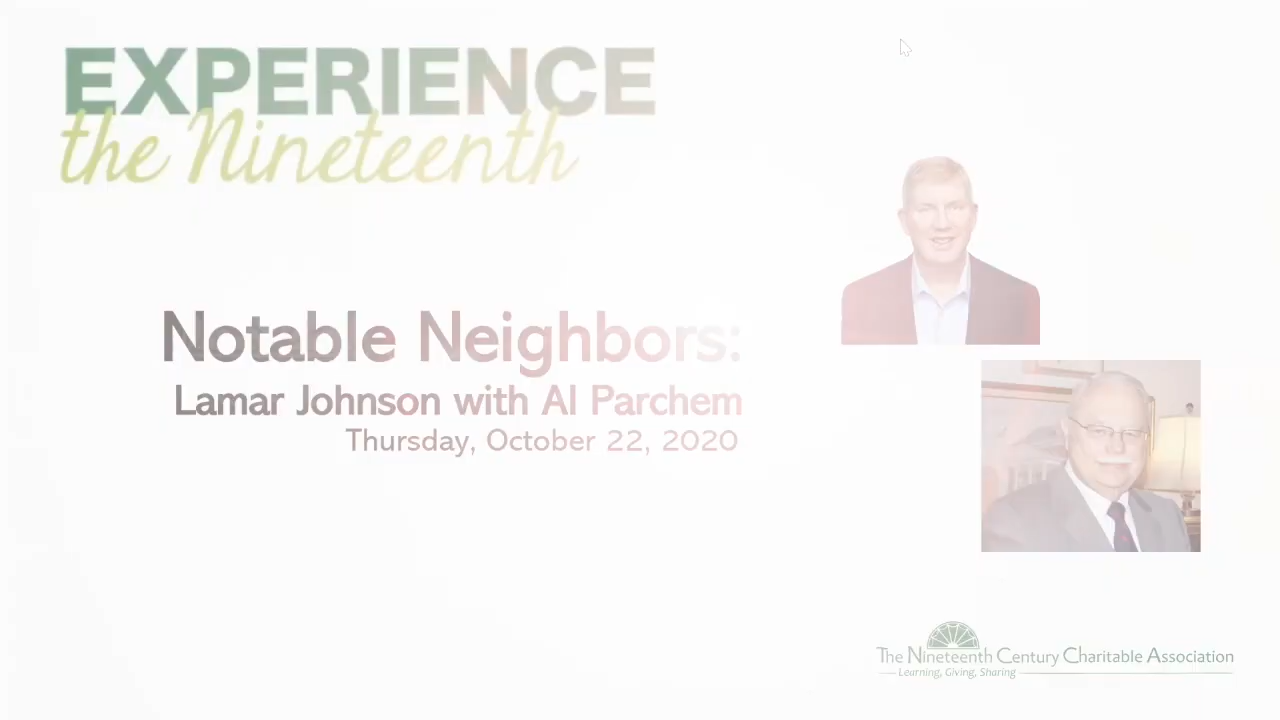 EXPERIENCE
the Nineteenth
Notable Neighbors:
Lamar Johnson with Al Parchem
Thursday, October 22, 2020
The Nineteenth Century Charitable Association
Learning, Giving, Sharing